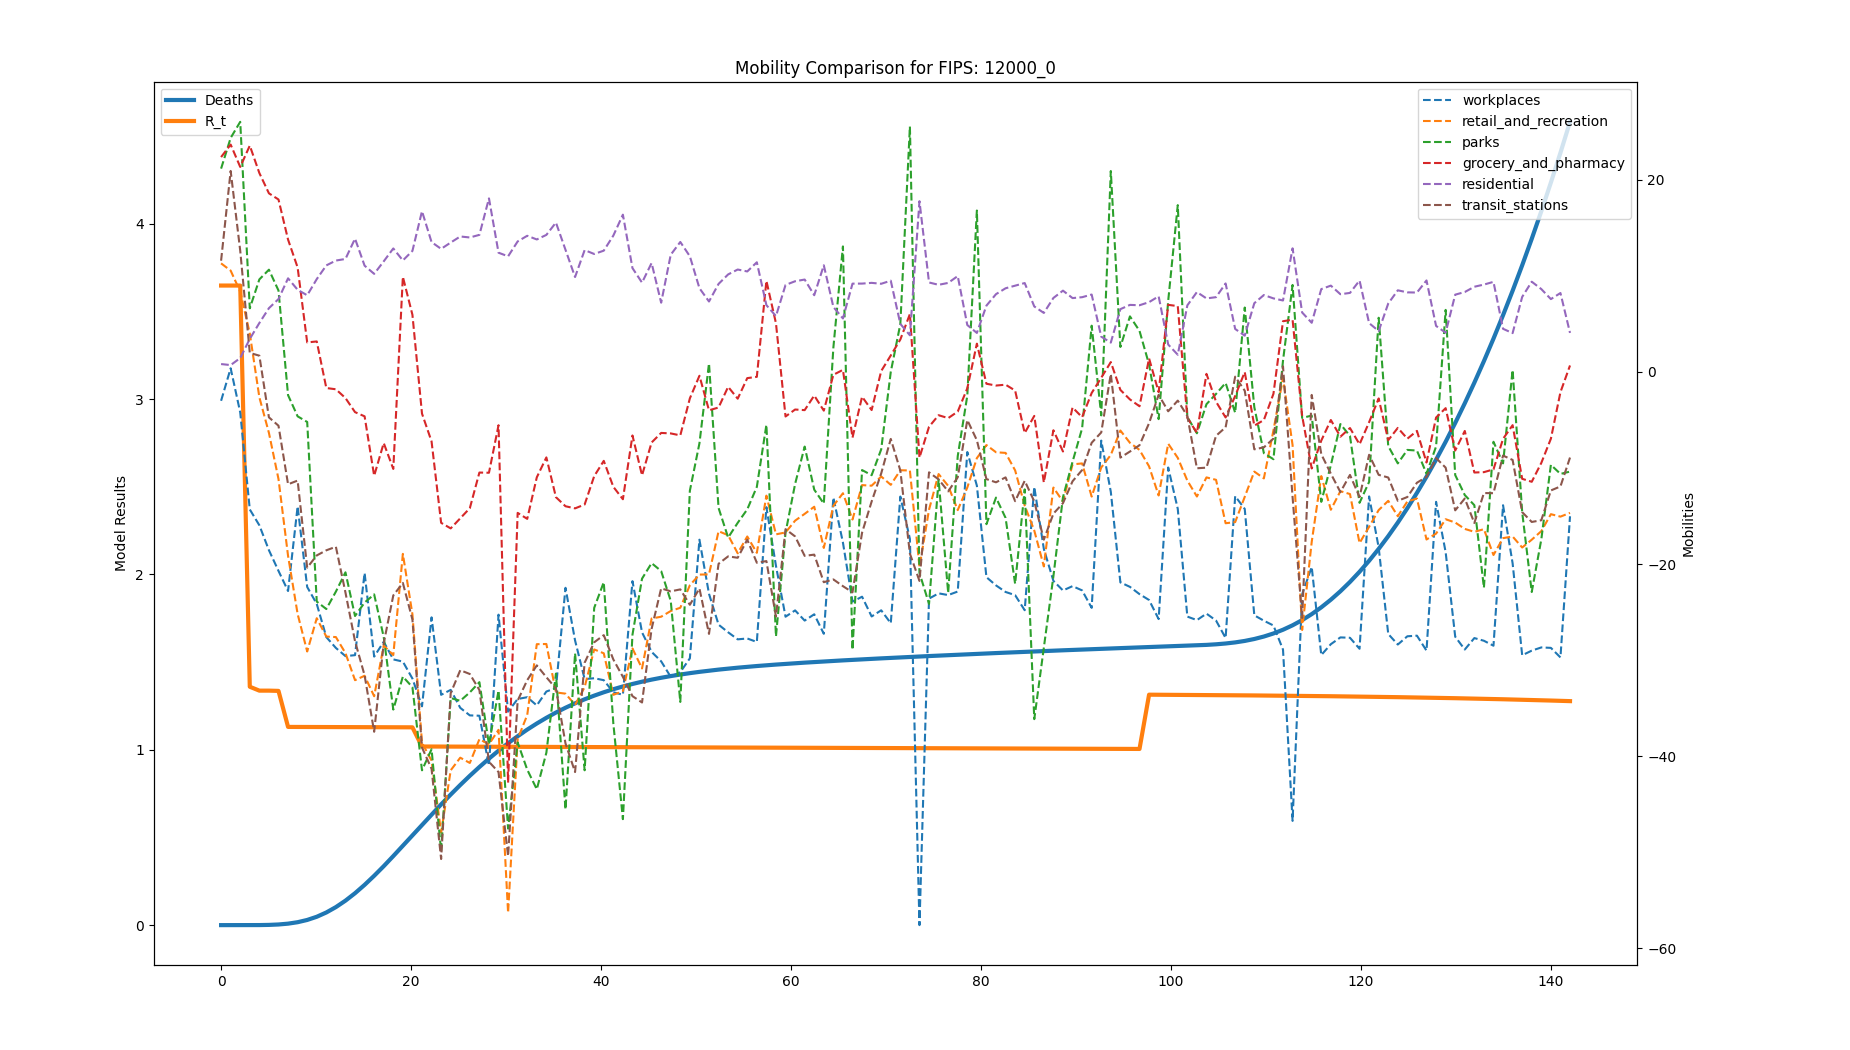 Mobility Comparison for FIPS: 12000_0
Deaths
R_t
workplaces
retail_and_recreation
parks
grocery_and_pharmacy
residential
transit_stations
Model Results
4
3
2
1
0
Mobilities
20
0
−20
−40
−60
0 20 40 60 80 100 120 140